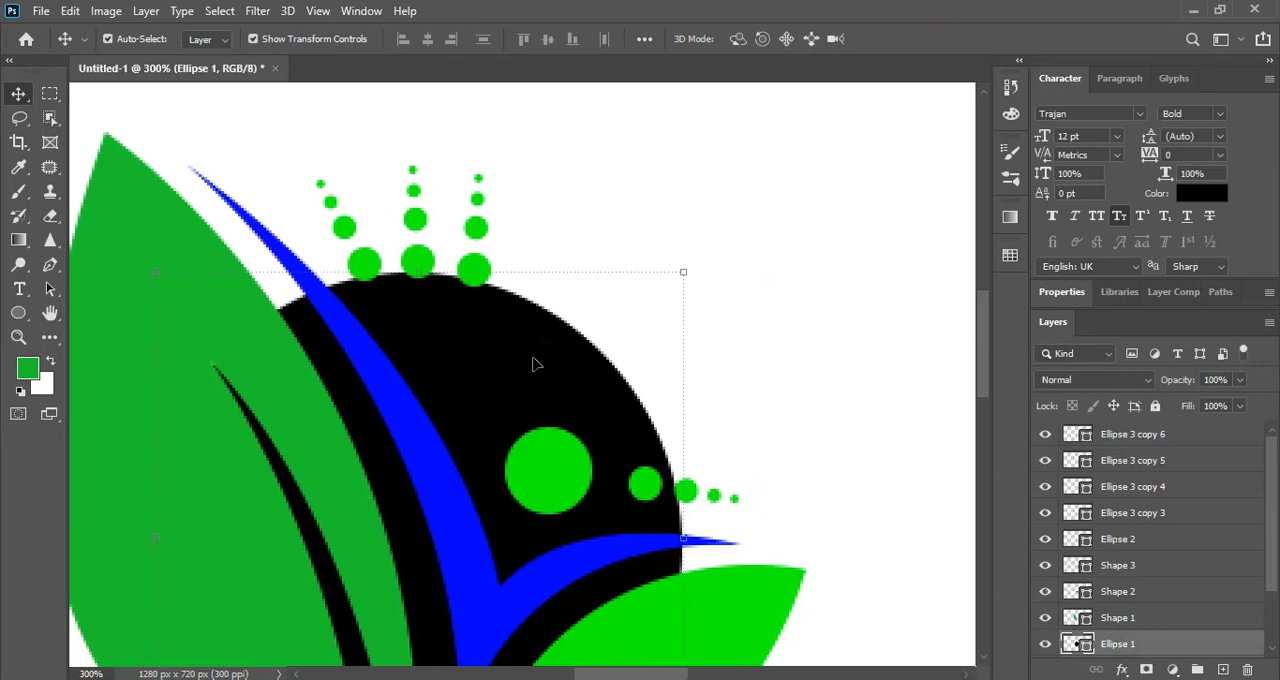 Ps File Edit Image Layer Type Select Filter 3D View Window Help
Auto-Select: Layer Show Transform Controls 3D Mode:
Untitled-1 @ 300% (Ellipse 1, RGB/8) *
Character Paragraph Glyphs
Trajan Bold
12 pt (Auto)
Metrics 0
100% 100%
0 pt Color:
English: UK Sharp
Properties Libraries Layer Comp Paths
Layers
Kind
Normal Opacity: 100%
Lock: Fill: 100%
Ellipse 3 copy 6
Ellipse 3 copy 5
Ellipse 3 copy 4
Ellipse 3 copy 3
Ellipse 2
Shape 3
Shape 2
Shape 1
Ellipse 1
300% 1280 px x 720 px (300 ppi)